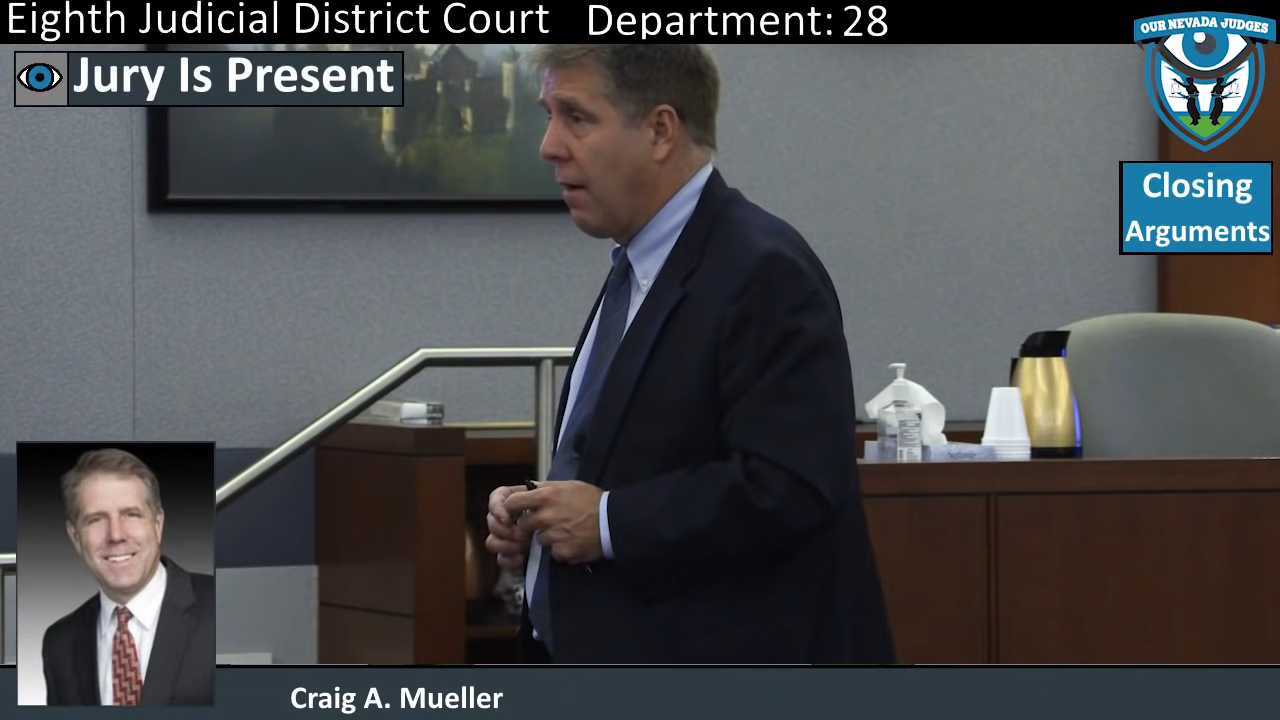 Eighth Judicial District Court Department: 28
OUR NEVADA JUDGES
Jury Is Present
Closing
Arguments
Craig A. Mueller